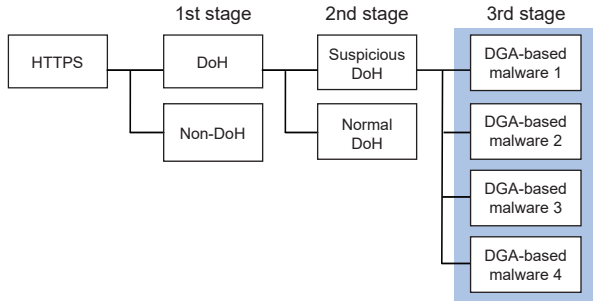 1st stage
2nd stage
3rd stage
HTTPS
DoH
Non-DoH
Suspicious
DoH
Normal
DoH
DGA-based
malware 1
DGA-based
malware 2
DGA-based
malware 3
DGA-based
malware 4